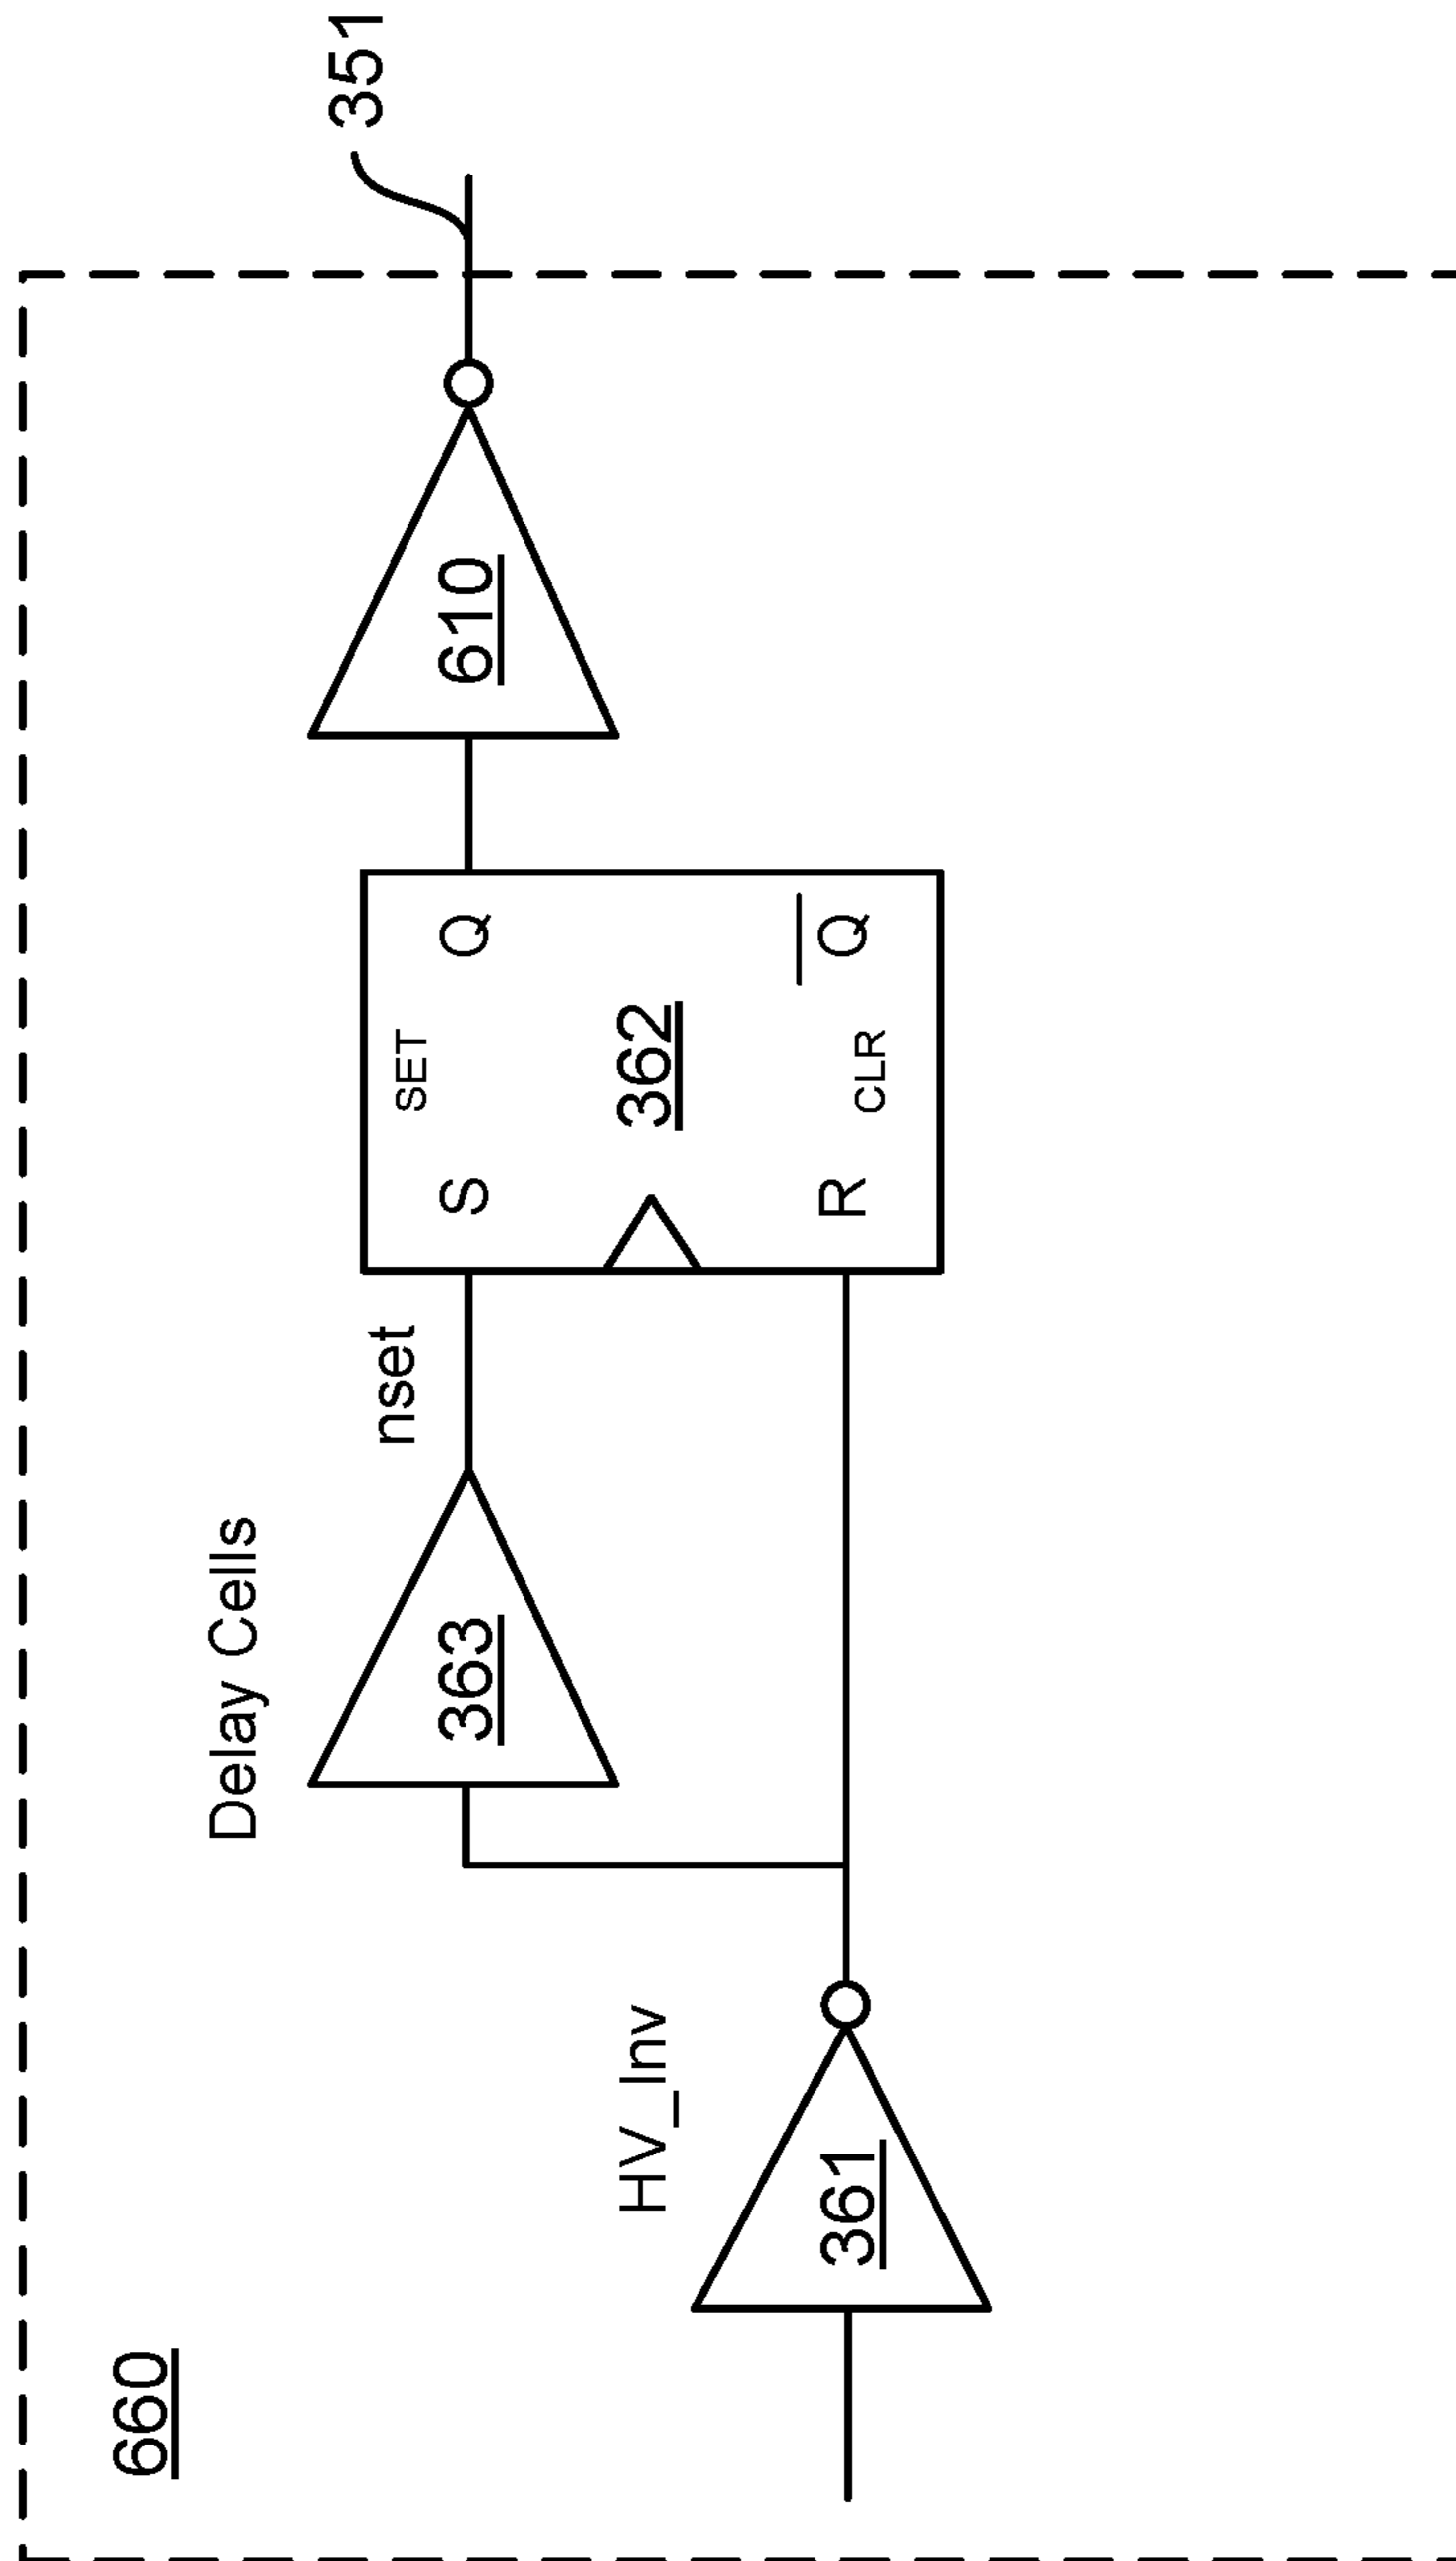 660
Delay Cells
HV_Inv
361
363
nset
S
SET
Q
362
R
CLR
Q
610
351